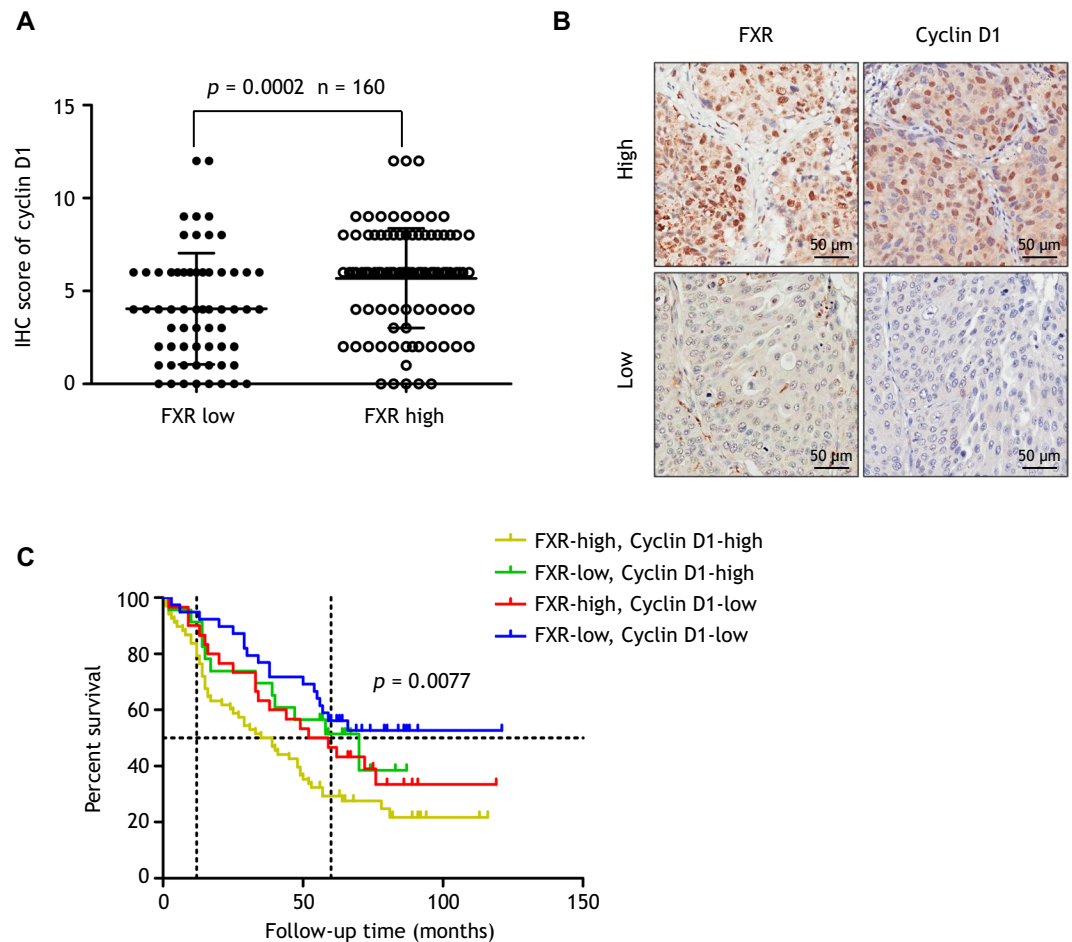 A
p = 0.0002 n = 160
IHC score of cyclin D1
15
10
5
0
FXR low
FXR high
B
FXR
Cyclin D1
High
50 µm
50 µm
Low
50 µm
50 µm
C
FXR-high, Cyclin D1-high
FXR-low, Cyclin D1-high
FXR-high, Cyclin D1-low
FXR-low, Cyclin D1-low
p = 0.0077
Percent survival
100
80
60
40
20
0
0
50
100
150
Follow-up time (months)